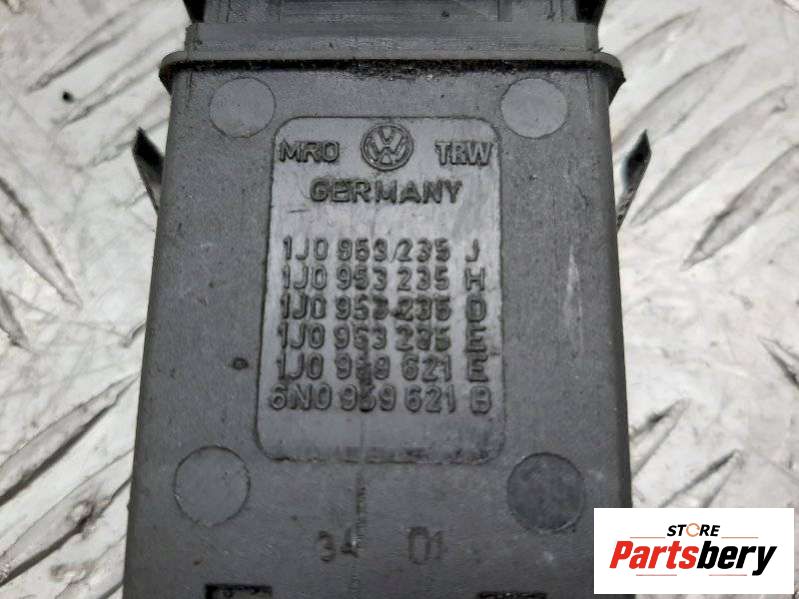 MRO VW TRW
GERMANY
1J0 953 235 J
1J0 953 235 H
1J0 953 235 D
1J0 953 235 E
1J0 959 621 E
6N0 959 621 B
34 01
STORE
Partsbery